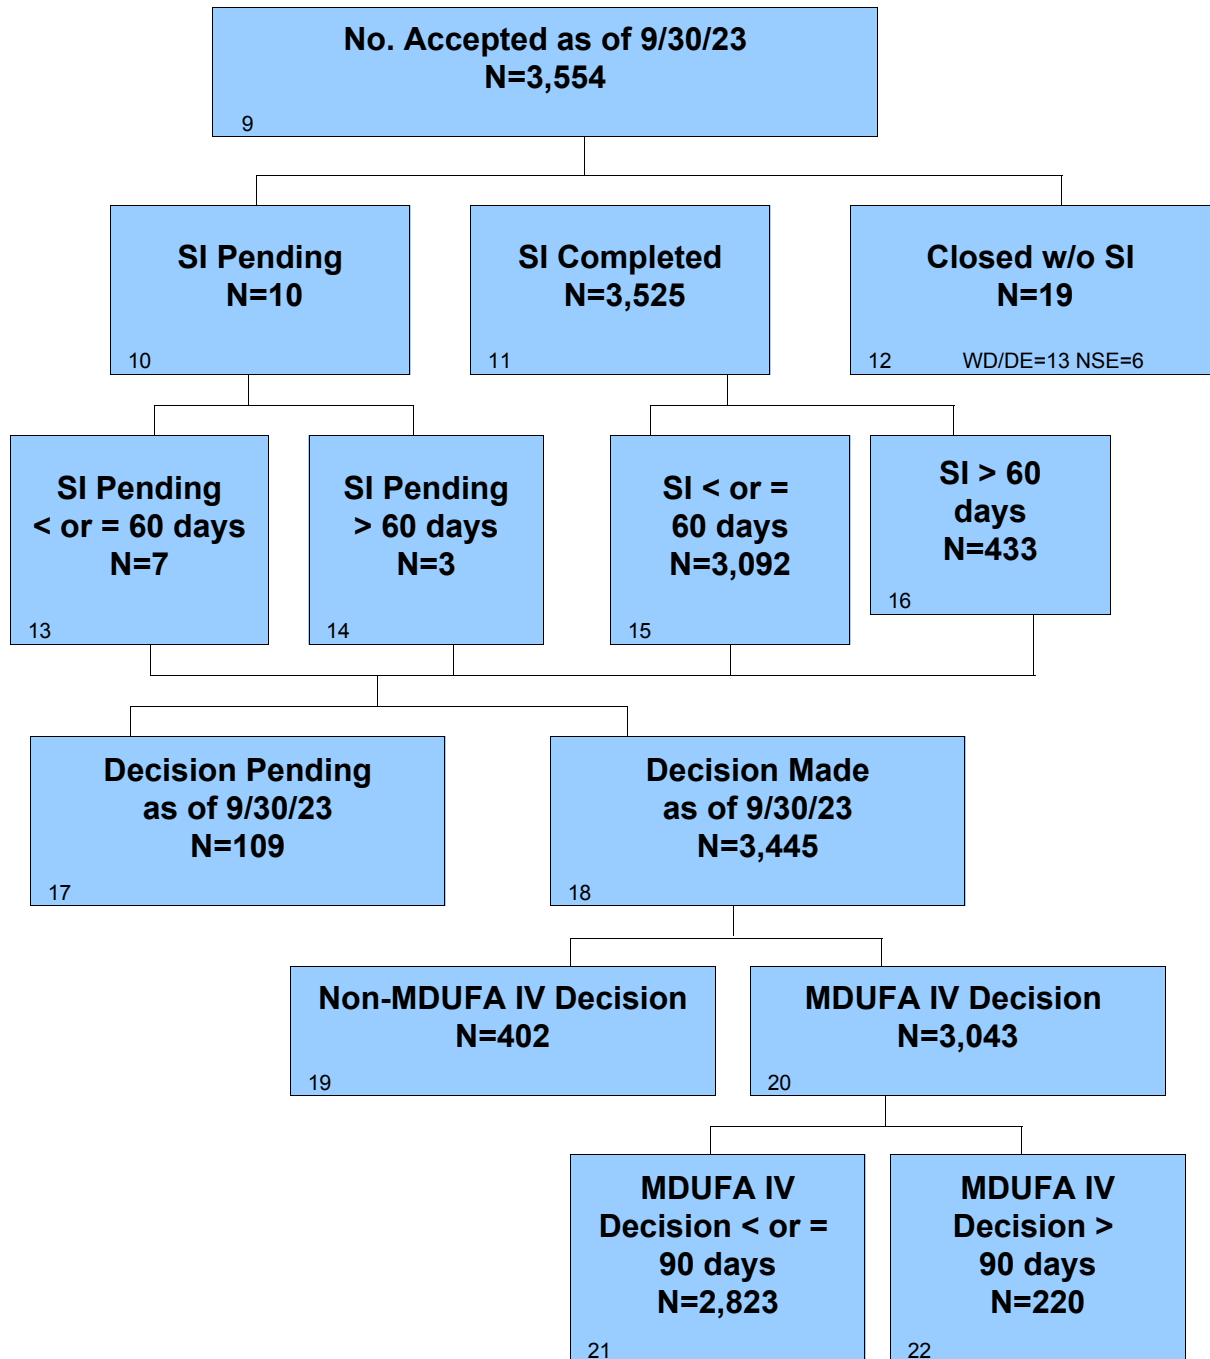 No. Accepted as of 9/30/23
N=3,554
9
SI Pending
N=10
10
SI Completed
N=3,525
11
Closed w/o SI
N=19
12 WD/DE=13 NSE=6
SI Pending
< or = 60 days
N=7
13
SI Pending
> 60 days
N=3
14
SI < or =
60 days
N=3,092
15
SI > 60
days
N=433
16
Decision Pending
as of 9/30/23
N=109
17
Decision Made
as of 9/30/23
N=3,445
18
Non-MDUFA IV Decision
N=402
19
MDUFA IV Decision
N=3,043
20
MDUFA IV
Decision < or =
90 days
N=2,823
21
MDUFA IV
Decision >
90 days
N=220
22